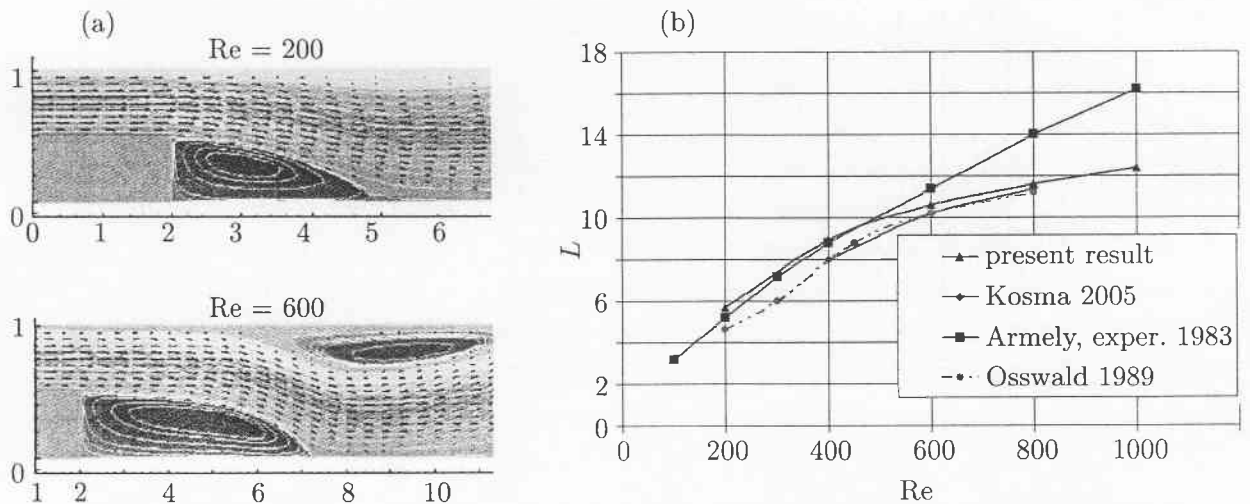 (a)
Re = 200
1
0
0 1 2 3 4 5 6
Re = 600
1
0
1 2 4 6 8 10
(b)
18
14
10
6
2
0
L
0 200 400 600 800 1000
Re
present result
Kosma 2005
Armely, exper. 1983
Osswald 1989